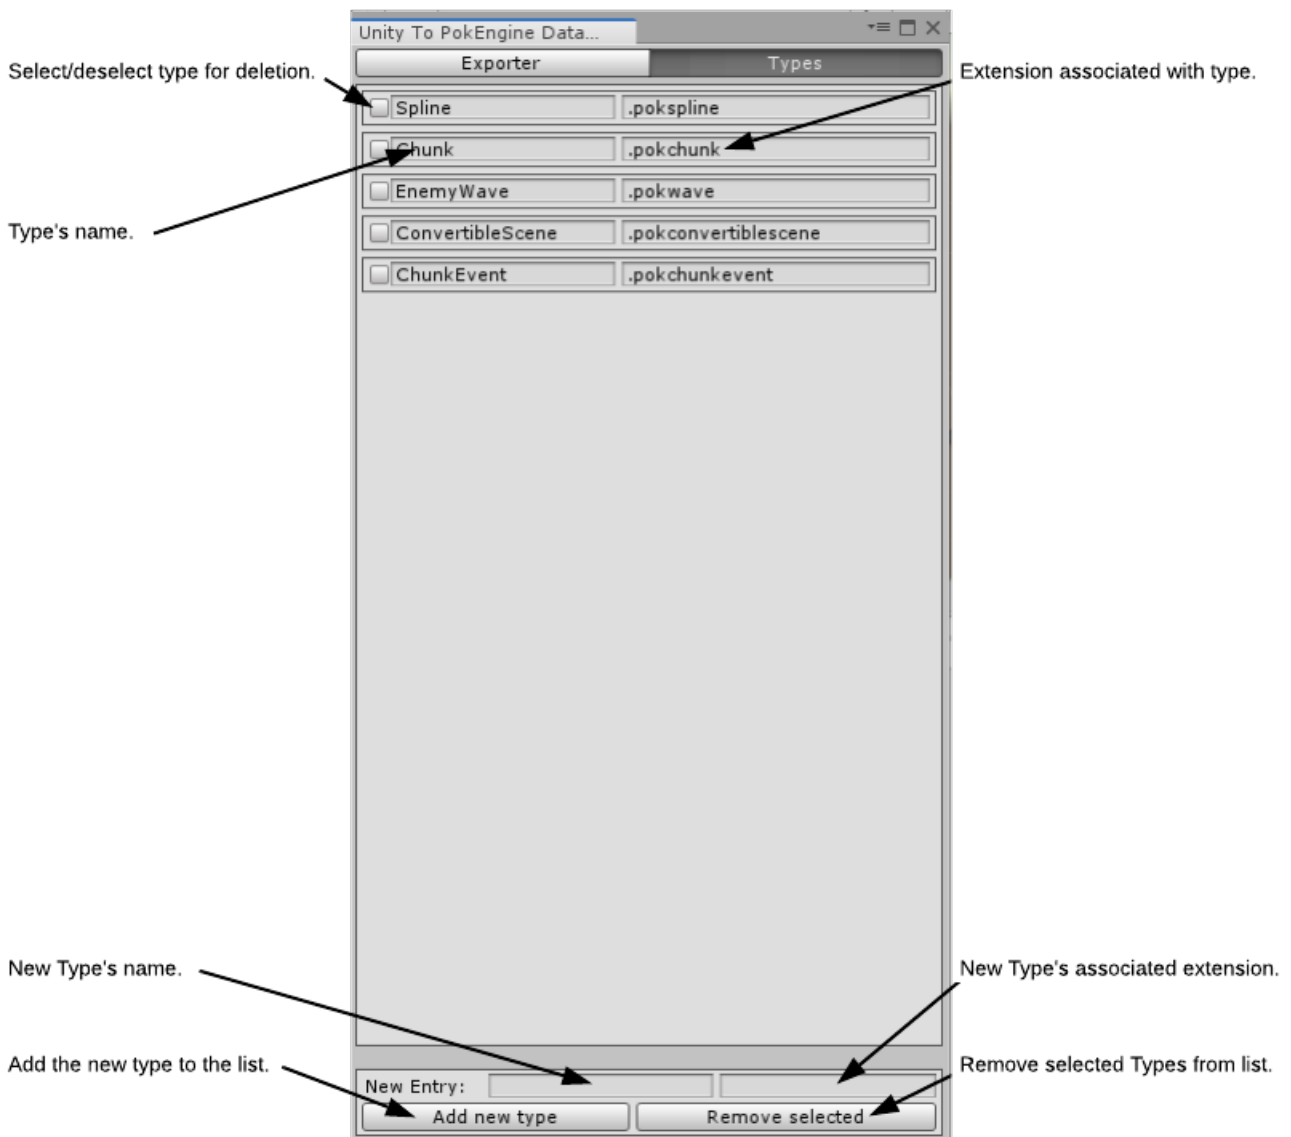 Unity To PokEngine Data...
Exporter Types
Select/deselect type for deletion.
Extension associated with type.
Spline .pokspline
Chunk .pokchunk
EnemyWave .pokwave
Type's name.
ConvertibleScene .pokconvertiblescene
ChunkEvent .pokchunkevent
New Type's name.
New Type's associated extension.
Add the new type to the list.
Remove selected Types from list.
New Entry:
Add new type Remove selected